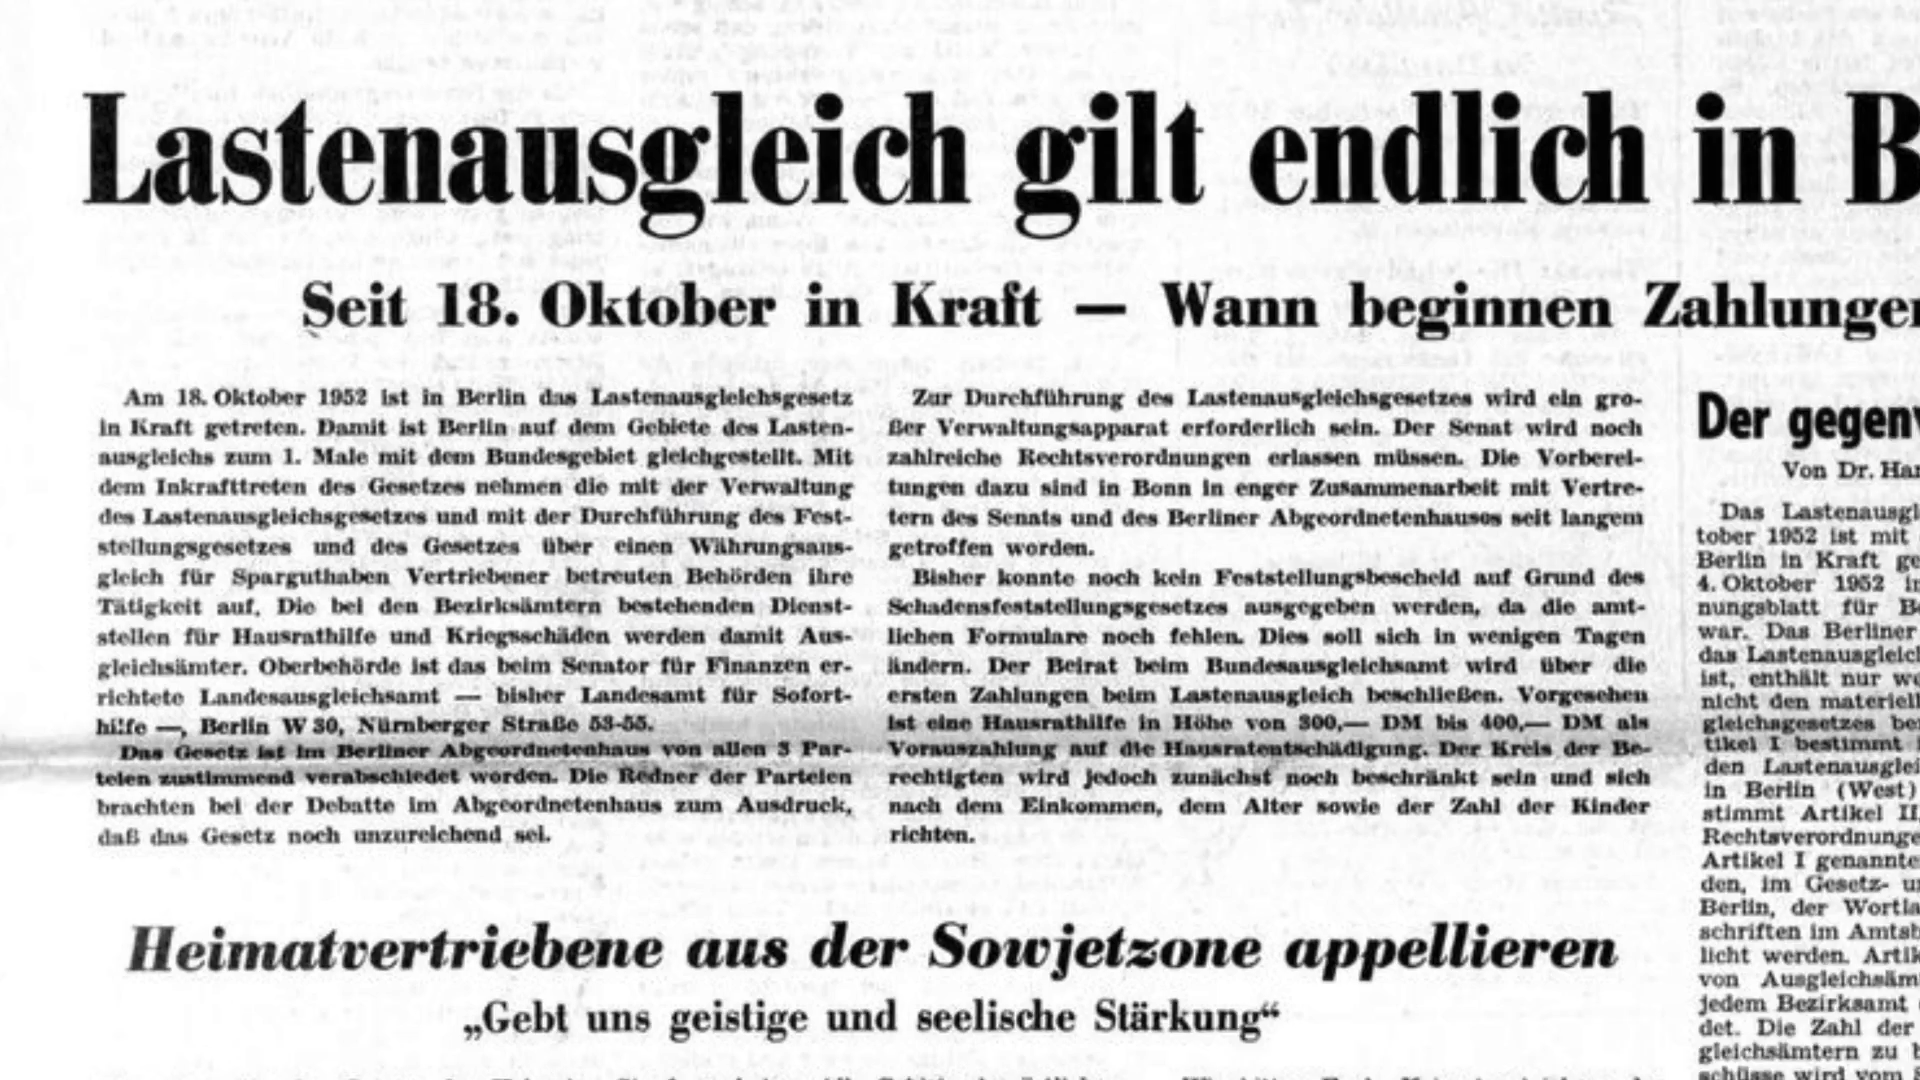 Lastenausgleich gilt endlich in B
Seit 18. Oktober in Kraft — Wann beginnen Zahlungen
Am 18. Oktober 1952 ist in Berlin das Lastenausgleichsgesetz
in Kraft getreten. Damit ist Berlin auf dem Gebiete des Lasten-
ausgleichs zum 1. Male mit dem Bundesgebiet gleichgestellt. Mit
dem Inkrafttreten des Gesetzes nehmen die mit der Verwaltung
des Lastenausgleichsgesetzes und mit der Durchführung des Fest-
stellungsgesetzes und des Gesetzes über einen Währungsaus-
gleich für Sparguthaben Vertriebener betreuten Behörden ihre
Tätigkeit auf. Die bei den Bezirksämtern bestehenden Dienst-
stellen für Hausrathilfe und Kriegsschäden werden damit Aus-
gleichsämter. Oberbehörde ist das beim Senator für Finanzen er-
richtete Landesausgleichsamt — bisher Landesamt für Sofort-
hilfe —, Berlin W 30, Nürnberger Straße 53-55.
Das Gesetz ist im Berliner Abgeordnetenhaus von allen 3 Par-
teien zustimmend verabschiedet worden. Die Redner der Parteien
brachten bei der Debatte im Abgeordnetenhaus zum Ausdruck,
daß das Gesetz noch unzureichend sei.
Zur Durchführung des Lastenausgleichsgesetzes wird ein gro-
ßer Verwaltungsapparat erforderlich sein. Der Senat wird noch
zahlreiche Rechtsverordnungen erlassen müssen. Die Vorberei-
tungen dazu sind in Bonn in enger Zusammenarbeit mit Vertre-
tern des Senats und des Berliner Abgeordnetenhauses seit langem
getroffen worden.
Bisher konnte noch kein Feststellungsbescheid auf Grund des
Schadensfeststellungsgesetzes ausgegeben werden, da die amt-
lichen Formulare noch fehlen. Dies soll sich in wenigen Tagen
ändern. Der Beirat beim Bundesausgleichsamt wird über die
ersten Zahlungen beim Lastenausgleich beschließen. Vorgesehen
ist eine Hausrathilfe in Höhe von 300,— DM bis 400,— DM als
Vorauszahlung auf die Hausratentschädigung. Der Kreis der Be-
rechtigten wird jedoch zunächst noch beschränkt sein und sich
nach dem Einkommen, dem Alter sowie der Zahl der Kinder
richten.
Heimatvertriebene aus der Sowjetzone appellieren
„Gebt uns geistige und seelische Stärkung“
Der gegenw
Von Dr. Han
Das Lastenausgl
tober 1952 ist mit
Berlin in Kraft ge
4. Oktober 1952 in
nungsblatt für Be
war. Das Berliner
das Lastenausgleich
ist, enthält nur we
nicht den materiell
gleichsgesetzes be
tikel I bestimmt
den Lastenausglei
in Berlin (West)
stimmt Artikel II,
Rechtsverordnunge
Artikel I genannte
den, im Gesetz- u
Berlin, der Wortla
schriften im Amtsb
licht werden. Artik
von Ausgleichsäm
jedem Bezirksamt
det. Die Zahl der
gleichsämtern zu b
schüsse wird vom